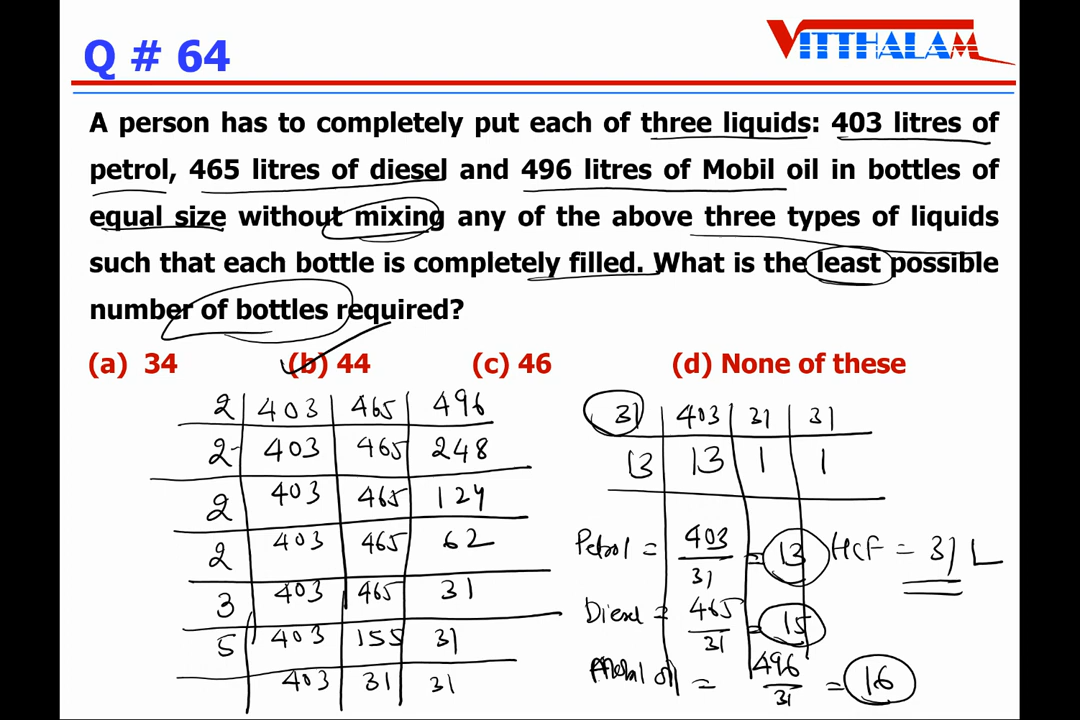 Q # 64
VITTHALAM
A person has to completely put each of three liquids: 403 litres of
petrol, 465 litres of diesel and 496 litres of Mobil oil in bottles of
equal size without mixing any of the above three types of liquids
such that each bottle is completely filled. What is the least possible
number of bottles required?
(a) 34 (b) 44 (c) 46 (d) None of these
2 403 465 496
2 403 465 248
2 403 465 124
2 403 465 62
3 403 465 31
5 403 155 31
403 31 31
31 403 31 31
13 13 1 1
Petrol = 403/31 = 13 HCF = 31 L
Diesel = 465/31 = 15
Mobal oil = 496/31 = 16